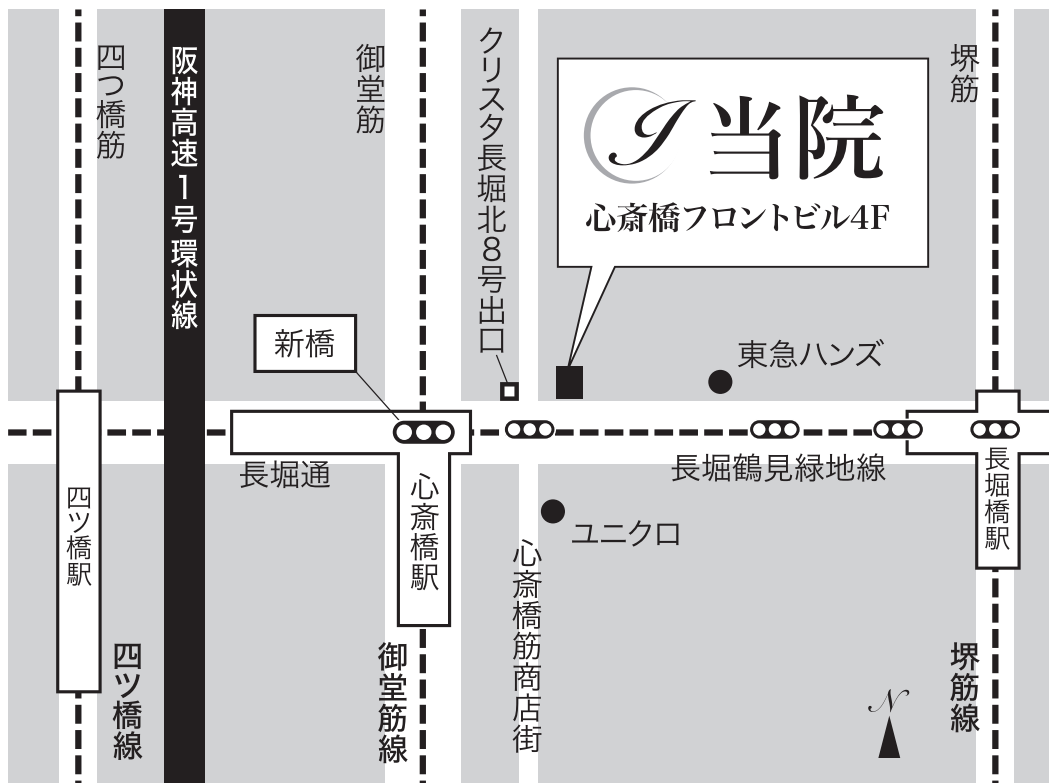 四つ橋筋
阪神高速1号環状線
御堂筋
クリスタ長堀北8号出口
I 当院
心斎橋フロントビル4F
堺筋
新橋
東急ハンズ
長堀通
長堀鶴見緑地線
四ツ橋駅
心斎橋駅
ユニクロ
長堀橋駅
心斎橋筋商店街
四ツ橋線
御堂筋線
堺筋線
N